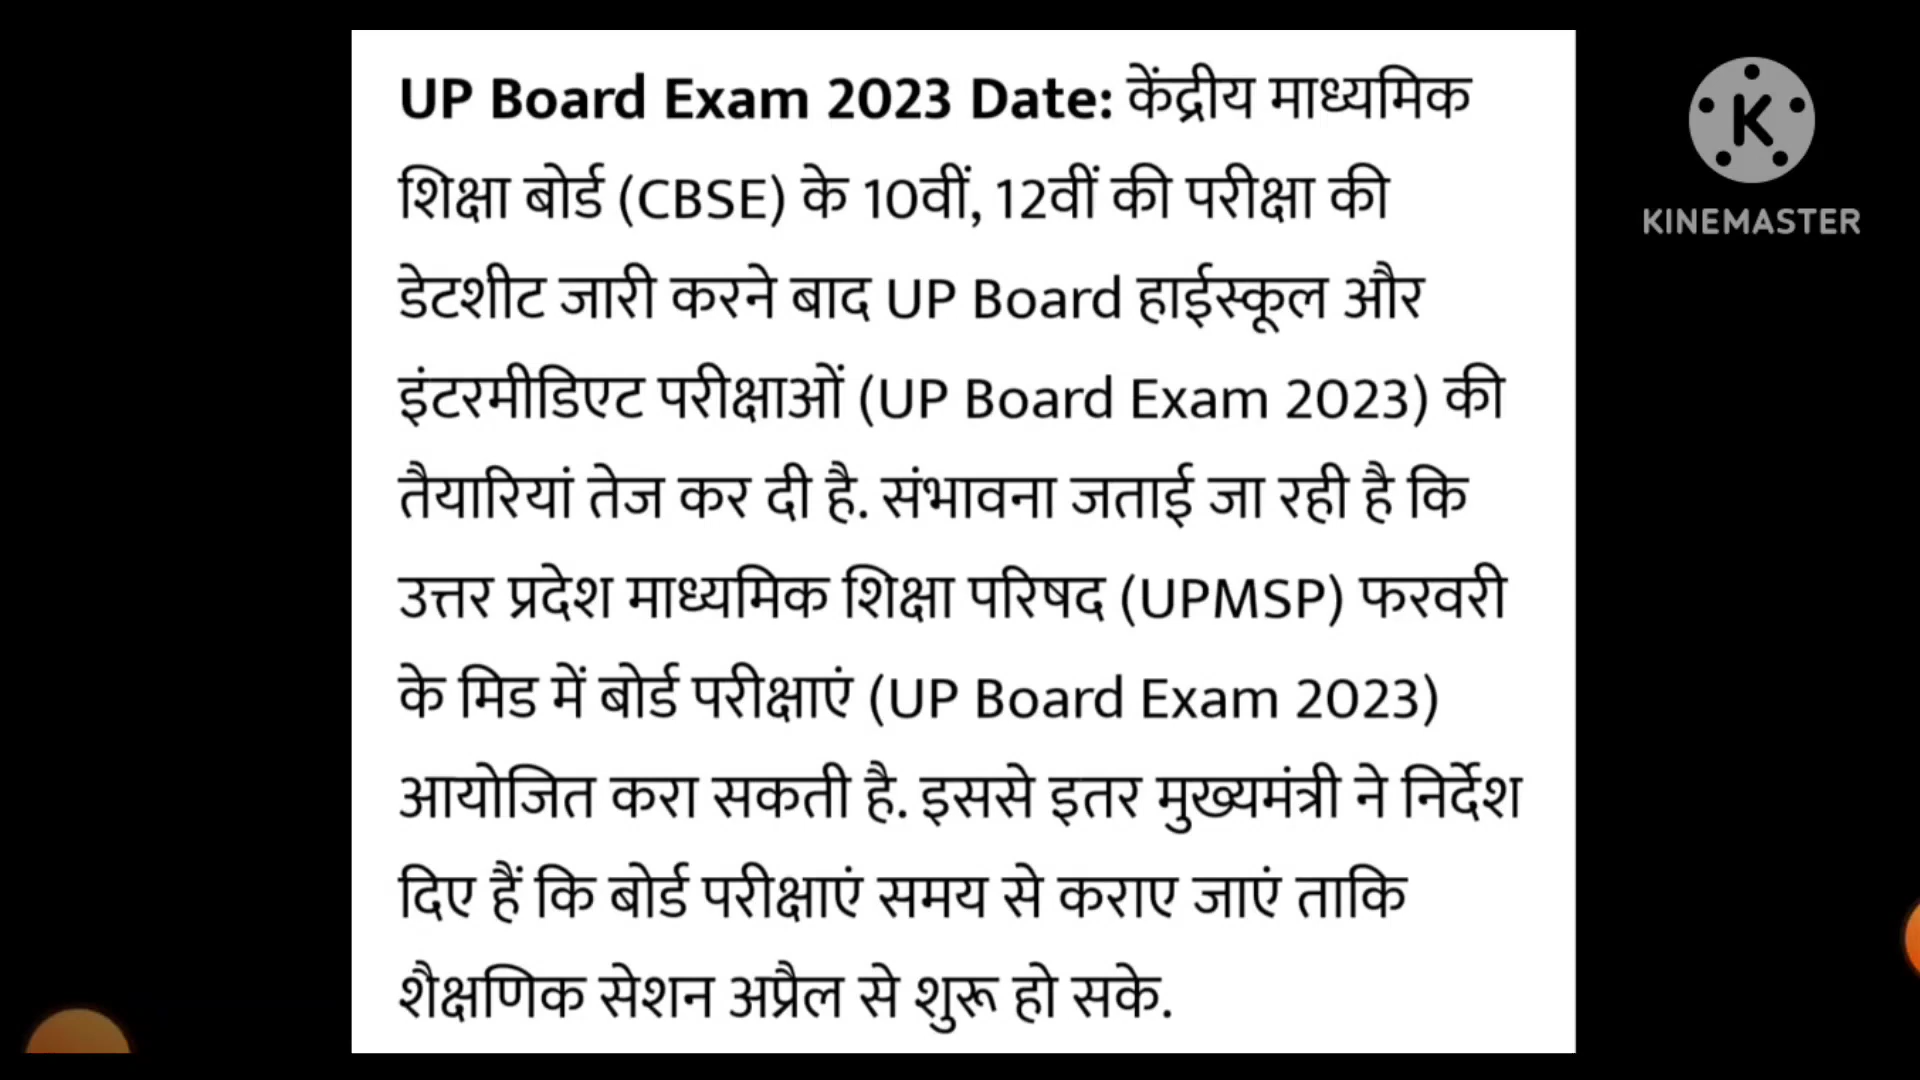 UP Board Exam 2023 Date: केंद्रीय माध्यमिक
शिक्षा बोर्ड (CBSE) के 10वीं, 12वीं की परीक्षा की
डेटशीट जारी करने बाद UP Board हाईस्कूल और
इंटरमीडिएट परीक्षाओं (UP Board Exam 2023) की
तैयारियां तेज कर दी है. संभावना जताई जा रही है कि
उत्तर प्रदेश माध्यमिक शिक्षा परिषद (UPMSP) फरवरी
के मिड में बोर्ड परीक्षाएं (UP Board Exam 2023)
आयोजित करा सकती है. इससे इतर मुख्यमंत्री ने निर्देश
दिए हैं कि बोर्ड परीक्षाएं समय से कराए जाएं ताकि
शैक्षणिक सेशन अप्रैल से शुरू हो सके.
K
KINEMASTER